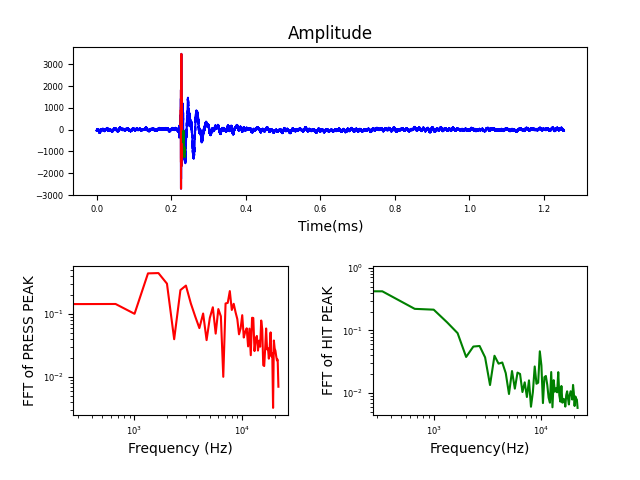 Amplitude
3000
2000
1000
0
−1000
−2000
−3000
0.0 0.2 0.4 0.6 0.8 1.0 1.2
Time(ms)
FFT of PRESS PEAK
10⁻¹
10⁻²
10³ 10⁴
Frequency (Hz)
FFT of HIT PEAK
10⁰
10⁻¹
10⁻²
10³ 10⁴
Frequency(Hz)